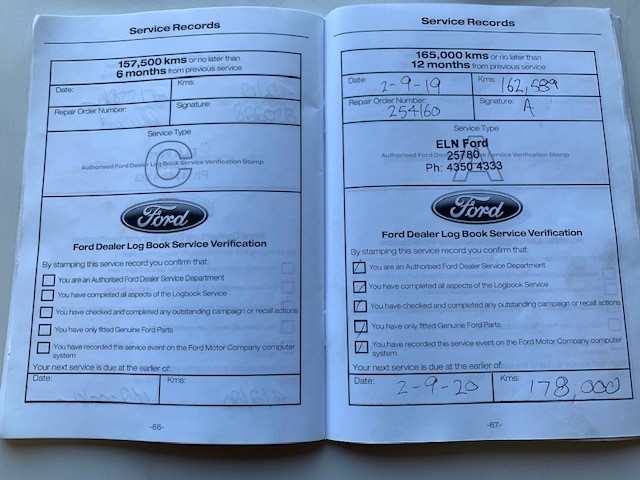 Service Records
157,500 kms or no later than
6 months from previous service
Date:
Kms:
Repair Order Number:
Signature:
Service Type
C
Authorised Ford Dealer Log Book Service Verification Stamp
Ford
Ford Dealer Log Book Service Verification
By stamping this service record you confirm that:
You are an Authorised Ford Dealer Service Department
You have completed all aspects of the Logbook Service
You have checked and completed any outstanding campaign or recall actions
You have only fitted Genuine Ford Parts
You have recorded this service event on the Ford Motor Company computer
system
Your next service is due at the earlier of:
Date:
Kms:
-66-
Service Records
165,000 kms or no later than
12 months from previous service
Date: 2-9-19
Kms: 162,589
Repair Order Number: 254160
Signature: A
Service Type
A
ELN Ford
Authorised Ford Dealer Log Book Service Verification Stamp
25780
Ph: 4350 4333
Ford
Ford Dealer Log Book Service Verification
By stamping this service record you confirm that:
You are an Authorised Ford Dealer Service Department
You have completed all aspects of the Logbook Service
You have checked and completed any outstanding campaign or recall actions
You have only fitted Genuine Ford Parts
You have recorded this service event on the Ford Motor Company computer
system
Your next service is due at the earlier of:
Date: 2-9-20
Kms: 178,000
-67-